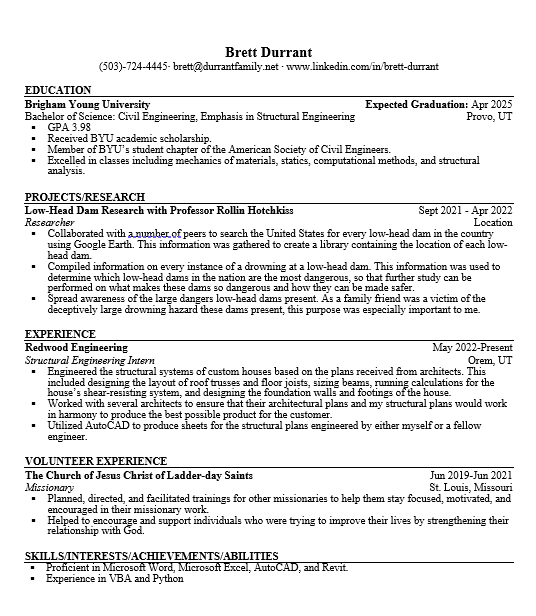 Brett Durrant
(503)-724-4445· brett@durrantfamily.net · www.linkedin.com/in/brett-durrant
EDUCATION
Brigham Young University Expected Graduation: Apr 2025
Bachelor of Science: Civil Engineering, Emphasis in Structural Engineering Provo, UT
▪ GPA 3.98
▪ Received BYU academic scholarship.
▪ Member of BYU's student chapter of the American Society of Civil Engineers.
▪ Excelled in classes including mechanics of materials, statics, computational methods, and structural
analysis.
PROJECTS/RESEARCH
Low-Head Dam Research with Professor Rollin Hotchkiss Sept 2021 - Apr 2022
Researcher Location
▪ Collaborated with a number of peers to search the United States for every low-head dam in the country
using Google Earth. This information was gathered to create a library containing the location of each low-
head dam.
▪ Compiled information on every instance of a drowning at a low-head dam. This information was used to
determine which low-head dams in the nation are the most dangerous, so that further study can be
performed on what makes these dams so dangerous and how they can be made safer.
▪ Spread awareness of the large dangers low-head dams present. As a family friend was a victim of the
deceptively large drowning hazard these dams present, this purpose was especially important to me.
EXPERIENCE
Redwood Engineering May 2022-Present
Structural Engineering Intern Orem, UT
▪ Engineered the structural systems of custom houses based on the plans received from architects. This
included designing the layout of roof trusses and floor joists, sizing beams, running calculations for the
house's shear-resisting system, and designing the foundation walls and footings of the house.
▪ Worked with several architects to ensure that their architectural plans and my structural plans would work
in harmony to produce the best possible product for the customer.
▪ Utilized AutoCAD to produce sheets for the structural plans engineered by either myself or a fellow
engineer.
VOLUNTEER EXPERIENCE
The Church of Jesus Christ of Ladder-day Saints Jun 2019-Jun 2021
Missionary St. Louis, Missouri
▪ Planned, directed, and facilitated trainings for other missionaries to help them stay focused, motivated, and
encouraged in their missionary work.
▪ Helped to encourage and support individuals who were trying to improve their lives by strengthening their
relationship with God.
SKILLS/INTERESTS/ACHIEVEMENTS/ABILITIES
▪ Proficient in Microsoft Word, Microsoft Excel, AutoCAD, and Revit.
▪ Experience in VBA and Python